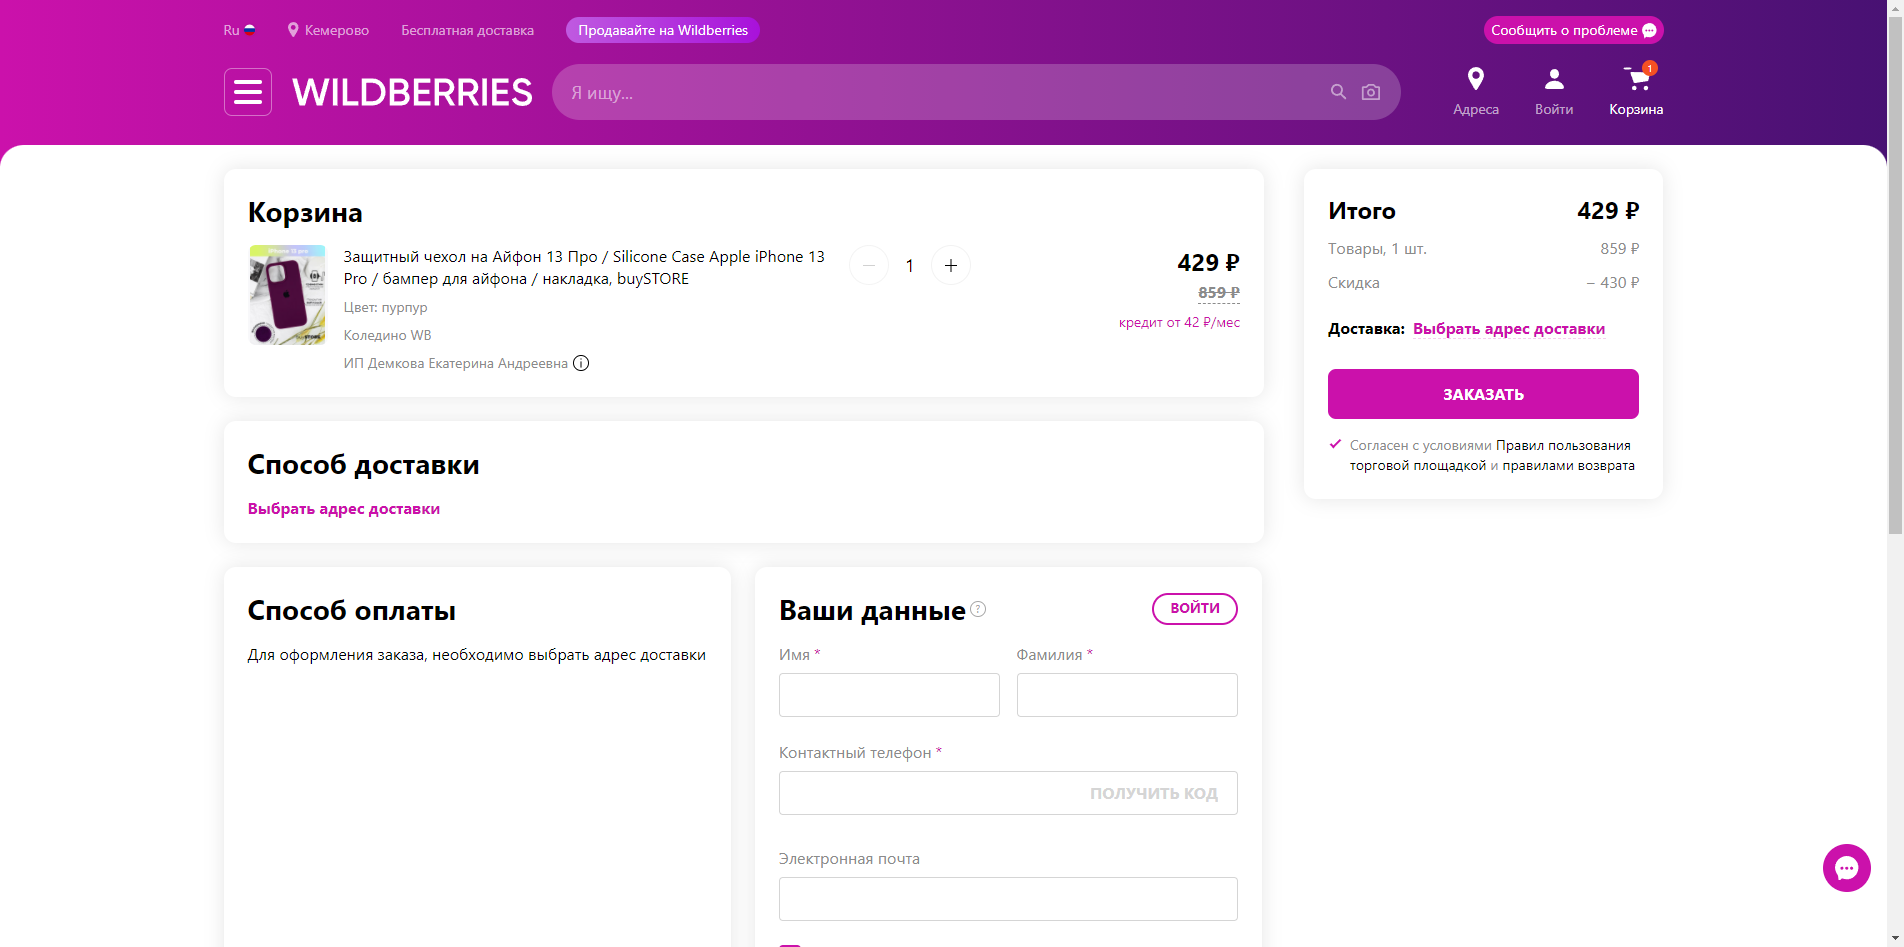 Ru
Кемерово
Бесплатная доставка
Продавайте на Wildberries
Сообщить о проблеме
WILDBERRIES
Я ищу...
Адреса
Войти
1
Корзина
Корзина
Защитный чехол на Айфон 13 Про / Silicone Case Apple iPhone 13
Pro / бампер для айфона / накладка, buySTORE
Цвет: пурпур
Коледино WB
ИП Демкова Екатерина Андреевна
1
429 ₽
859 ₽
кредит от 42 ₽/мес
Итого 429 ₽
Товары, 1 шт. 859 ₽
Скидка − 430 ₽
Доставка: Выбрать адрес доставки
ЗАКАЗАТЬ
Согласен с условиями Правил пользования
торговой площадкой и правилами возврата
Способ доставки
Выбрать адрес доставки
Способ оплаты
Для оформления заказа, необходимо выбрать адрес доставки
Ваши данные ?
ВОЙТИ
Имя *
Фамилия *
Контактный телефон *
ПОЛУЧИТЬ КОД
Электронная почта